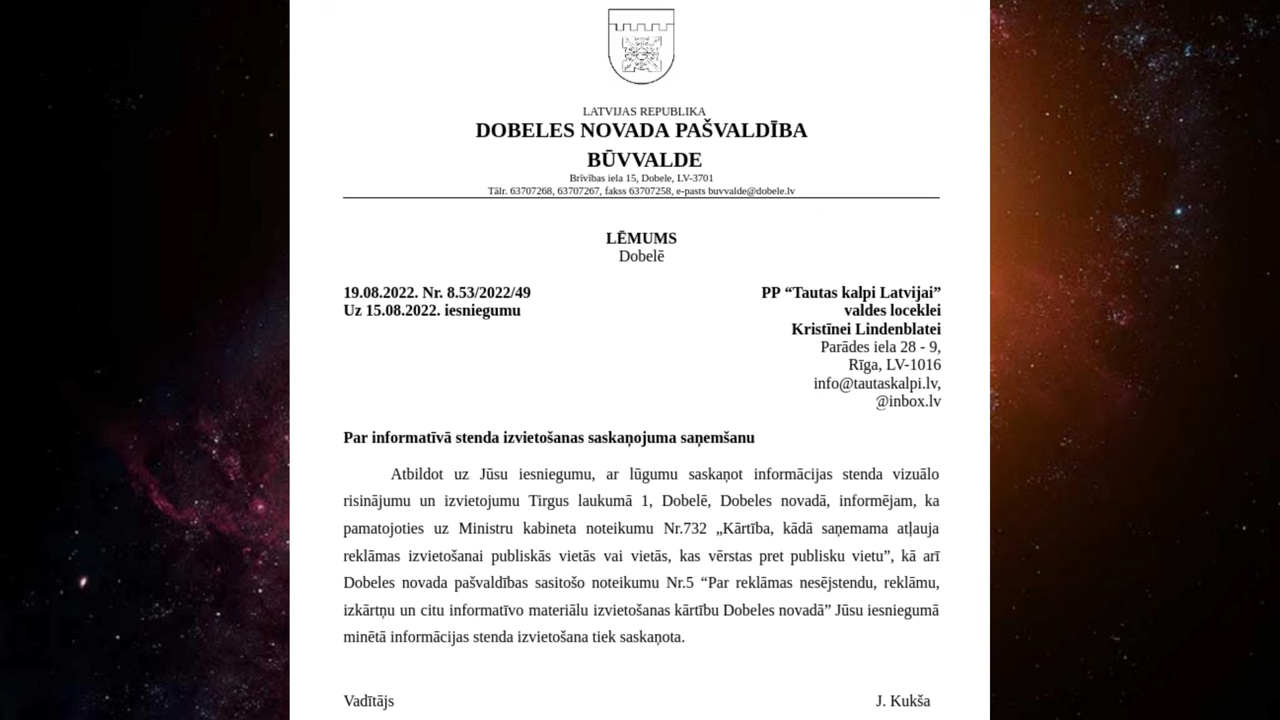 LATVIJAS REPUBLIKA
DOBELES NOVADA PAŠVALDĪBA
BŪVVALDE
Brīvības iela 15, Dobele, LV-3701
Tālr. 63707268, 63707267, fakss 63707258, e-pasts buvvalde@dobele.lv
LĒMUMS
Dobelē
19.08.2022. Nr. 8.53/2022/49
Uz 15.08.2022. iesniegumu
PP “Tautas kalpi Latvijai”
valdes loceklei
Kristīnei Lindenblatei
Parādes iela 28 - 9,
Rīga, LV-1016
info@tautaskalpi.lv,
@inbox.lv
Par informatīvā stenda izvietošanas saskaņojuma saņemšanu
Atbildot uz Jūsu iesniegumu, ar lūgumu saskaņot informācijas stenda vizuālo
risinājumu un izvietojumu Tirgus laukumā 1, Dobelē, Dobeles novadā, informējam, ka
pamatojoties uz Ministru kabineta noteikumu Nr.732 „Kārtība, kādā saņemama atļauja
reklāmas izvietošanai publiskās vietās vai vietās, kas vērstas pret publisku vietu”, kā arī
Dobeles novada pašvaldības sasitošo noteikumu Nr.5 “Par reklāmas nesējstendu, reklāmu,
izkārtņu un citu informatīvo materiālu izvietošanas kārtību Dobeles novadā” Jūsu iesniegumā
minētā informācijas stenda izvietošana tiek saskaņota.
Vadītājs
J. Kukša